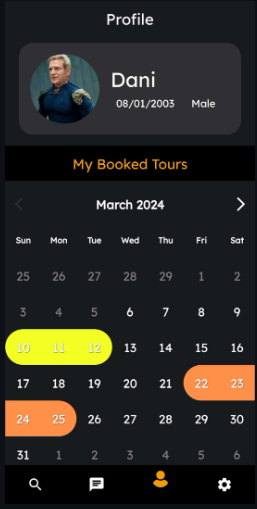 Profile
Dani
08/01/2003 Male
My Booked Tours
March 2024
Sun Mon Tue Wed Thu Fri Sat
25 26 27 28 29 1 2
3 4 5 6 7 8 9
10 11 12 13 14 15 16
17 18 19 20 21 22 23
24 25 26 27 28 29 30
31 1 2 3 4 5 6